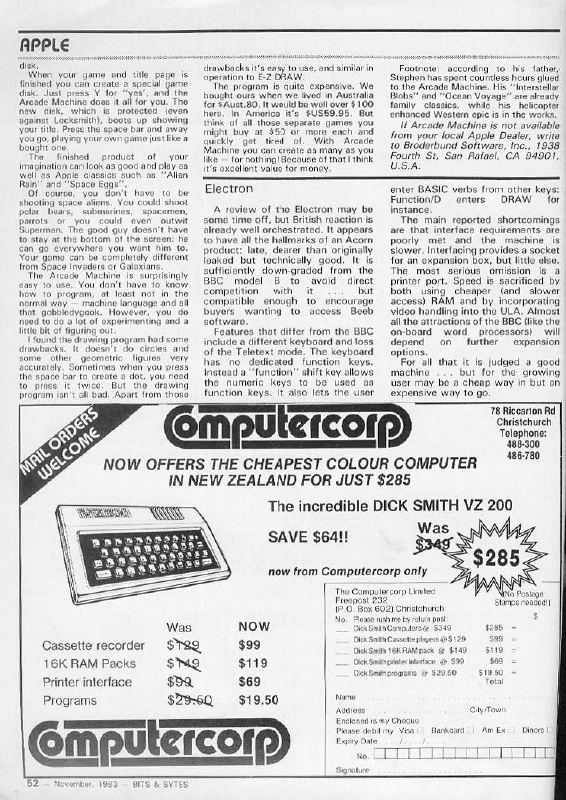 APPLE
disk.
When your game and title page is
finished you can create a special game
disk. Just press Y for "yes", and the
Arcade Machine does it all for you. The
new disk, which is protected (even
against Locksmith), boots up showing
your title. Press the space bar and away
you go, playing your own game just like a
bought one.
The finished product of your
imagination can look as good and play as
well as Apple classics such as "Alien
Rain" and "Space Eggs".
Of course, you don't have to be
shooting space aliens. You could shoot
polar bears, submarines, spacemen,
parrots or you could even outwit
Superman. The good guy doesn't have
to stay at the bottom of the screen: he
can go everywhere you want him to.
Your game can be completely different
from Space Invaders or Galaxians.
The Arcade Machine is surprisingly
easy to use. You don't have to know
how to program, at least not in the
normal way — machine language and all
that gobbledygook. However, you do
need to do a lot of experimenting and a
little bit of figuring out.
I found the drawing program had some
drawbacks. It doesn't do circles and
some other geometric figures very
accurately. Sometimes when you press
the space bar to create a dot, you need
to press it twice. But the drawing
program isn't all bad. Apart from those
drawbacks it's easy to use, and similar in
operation to E-Z DRAW.
The program is quite expensive. We
bought ours when we lived in Australia
for $Aust.80. It would be well over $100
here. In America it's $US59.95. But
think of all those separate games you
might buy at $50 or more each and
quickly get tired of. With Arcade
Machine you can create as many as you
like — for nothing! Because of that I think
it's excellent value for money.
Footnote: according to his father,
Stephen has spent countless hours glued
to the Arcade Machine. His "Interstellar
Blobs" and "Ocean Voyage" are already
family classics, while his helicopter
enhanced Western epic is in the works.
If Arcade Machine is not available
from your local Apple Dealer, write
to Broderbund Software, Inc., 1938
Fourth St, San Rafael, CA 94901,
U.S.A.
Electron
A review of the Electron may be
some time off, but British reaction is
already well orchestrated. It appears
to have all the hallmarks of an Acorn
product: late, dearer than originally
leaked but technically good. It is
sufficiently down-graded from the
BBC model B to avoid direct
competition with it . . . but
compatible enough to encourage
buyers wanting to access Beeb
software.
Features that differ from the BBC
include a different keyboard and loss
of the Teletext mode. The keyboard
has no dedicated function keys.
Instead a "function" shift key allows
the numeric keys to be used as
function keys. It also lets the user
enter BASIC verbs from other keys:
Function/D enters DRAW for
instance.
The main reported shortcomings
are that interface requirements are
poorly met and the machine is
slower. Interfacing provides a socket
for an expansion box, but little else.
The most serious omission is a
printer port. Speed is sacrificed by
both using cheaper (and slower
access) RAM and by incorporating
video handling into the ULA. Almost
all the attractions of the BBC (like the
on-board word processors) will
depend on further expansion
options.
For all that it is judged a good
machine . . . but for the growing
user may be a cheap way in but an
expensive way to go.
MAIL ORDERS
WELCOME
Computercorp
78 Riccarton Rd
Christchurch
Telephone:
488-300
486-780
NOW OFFERS THE CHEAPEST COLOUR COMPUTER
IN NEW ZEALAND FOR JUST $285
The incredible DICK SMITH VZ 200
SAVE $64!!
Was
$349
$285
now from Computercorp only
Was NOW
Cassette recorder $129 $99
16K RAM Packs $149 $119
Printer interface $99 $69
Programs $29.50 $19.50
Computercorp
The Computercorp Limited
Freepost 232
(P.O. Box 602) Christchurch
(No Postage
Stamps needed!)
No. Please rush me by return post: $
Dick Smith Computers @ $349 $285 =
Dick Smith Cassette players @ $129 $99 =
Dick Smith 16K RAM pack @ $149 $119 =
Dick Smith printer interface @ $99 $69 =
Dick Smith programs @ $29.50 $19.50 =
Total
Name
Address City/Town
Enclosed is my Cheque
Please debit my Visa Bankcard Am Ex Diners
Expiry Date / /
No.
Signature
52 — November, 1983 — BITS & BYTES